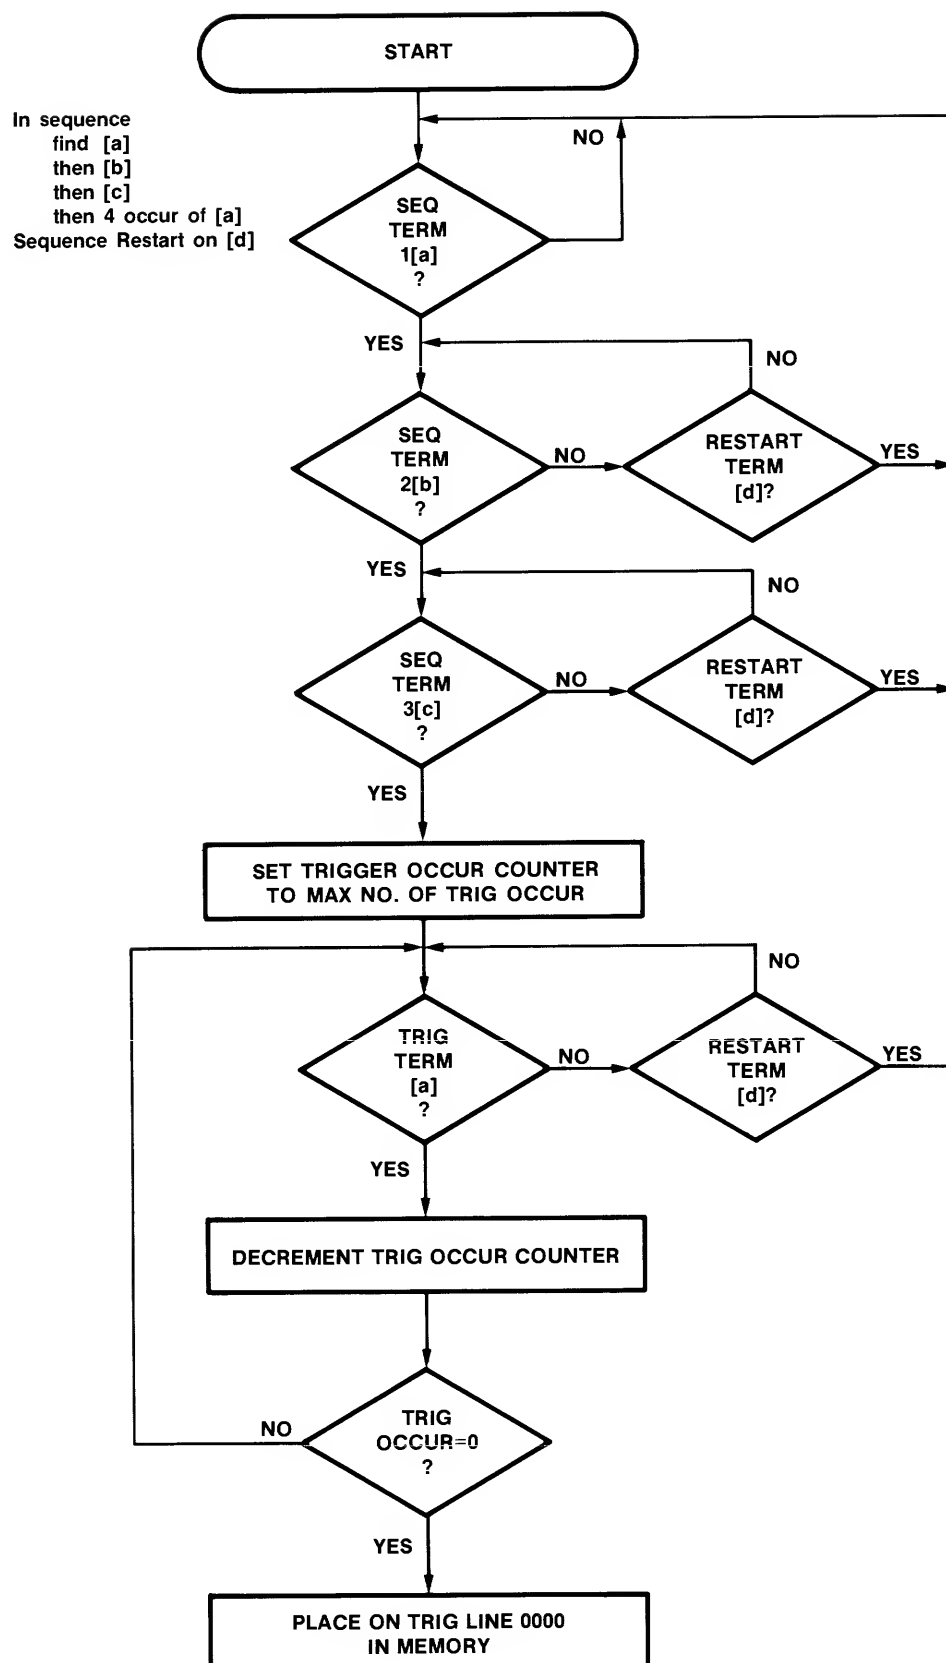 START
In sequence
find [a]
then [b]
then [c]
then 4 occur of [a]
Sequence Restart on [d]
NO
SEQ
TERM
1[a]
?
YES
NO
SEQ
TERM
2[b]
?
NO
RESTART
TERM
[d]?
YES
YES
NO
SEQ
TERM
3[c]
?
NO
RESTART
TERM
[d]?
YES
YES
SET TRIGGER OCCUR COUNTER
TO MAX NO. OF TRIG OCCUR
NO
TRIG
TERM
[a]
?
NO
RESTART
TERM
[d]?
YES
YES
DECREMENT TRIG OCCUR COUNTER
NO
TRIG
OCCUR=0
?
YES
PLACE ON TRIG LINE 0000
IN MEMORY